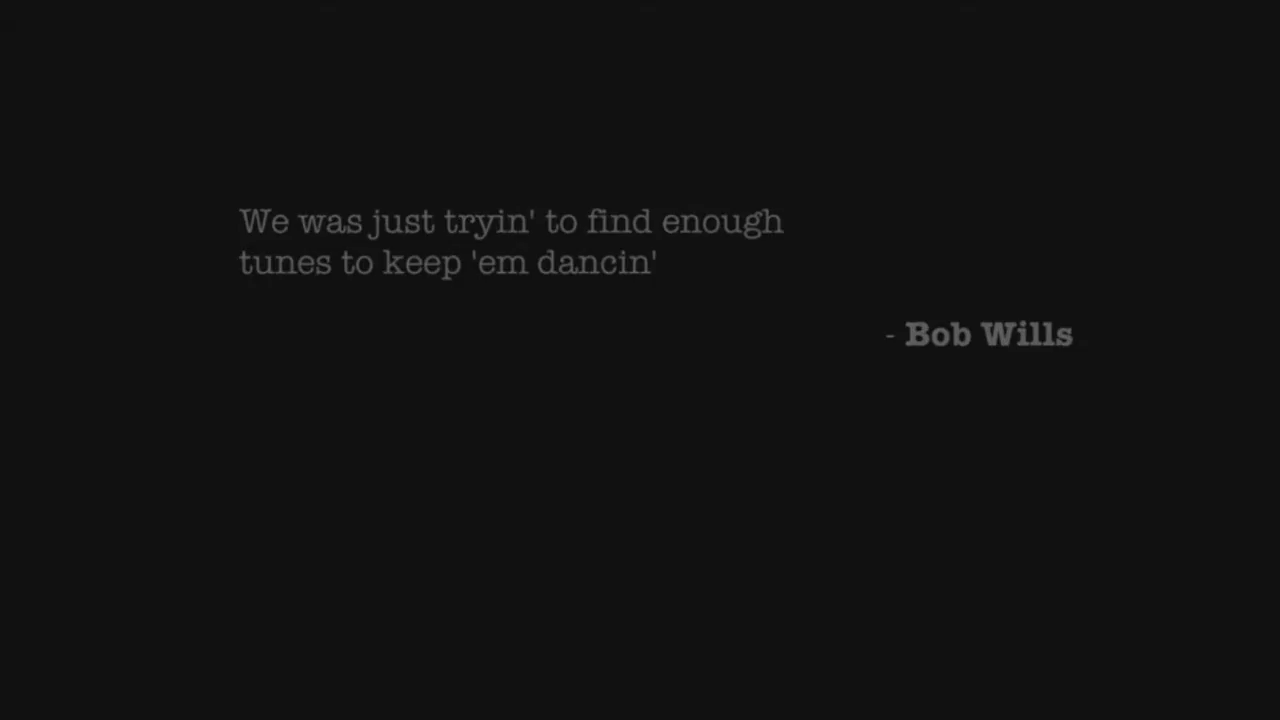 We was just tryin' to find enough
tunes to keep 'em dancin'
- Bob Wills